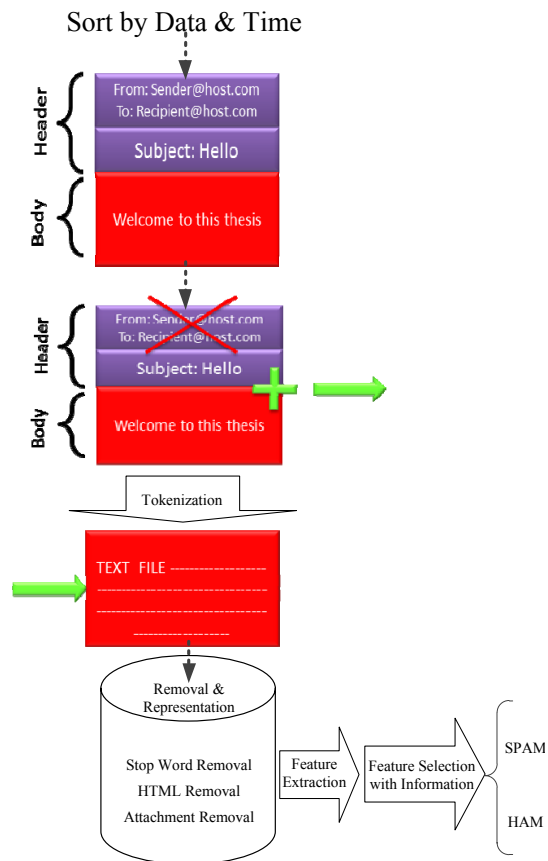 Sort by Data & Time
Header
From: Sender@host.com
To: Recipient@host.com
Subject: Hello
Body
Welcome to this thesis
Header
From: Sender@host.com
To: Recipient@host.com
Subject: Hello
Body
Welcome to this thesis
Tokenization
TEXT FILE --------------------
-----------------------------------
-----------------------------------
--------------------
Removal &
Representation
Stop Word Removal
HTML Removal
Attachment Removal
Feature
Extraction
Feature Selection
with Information
SPAM
HAM